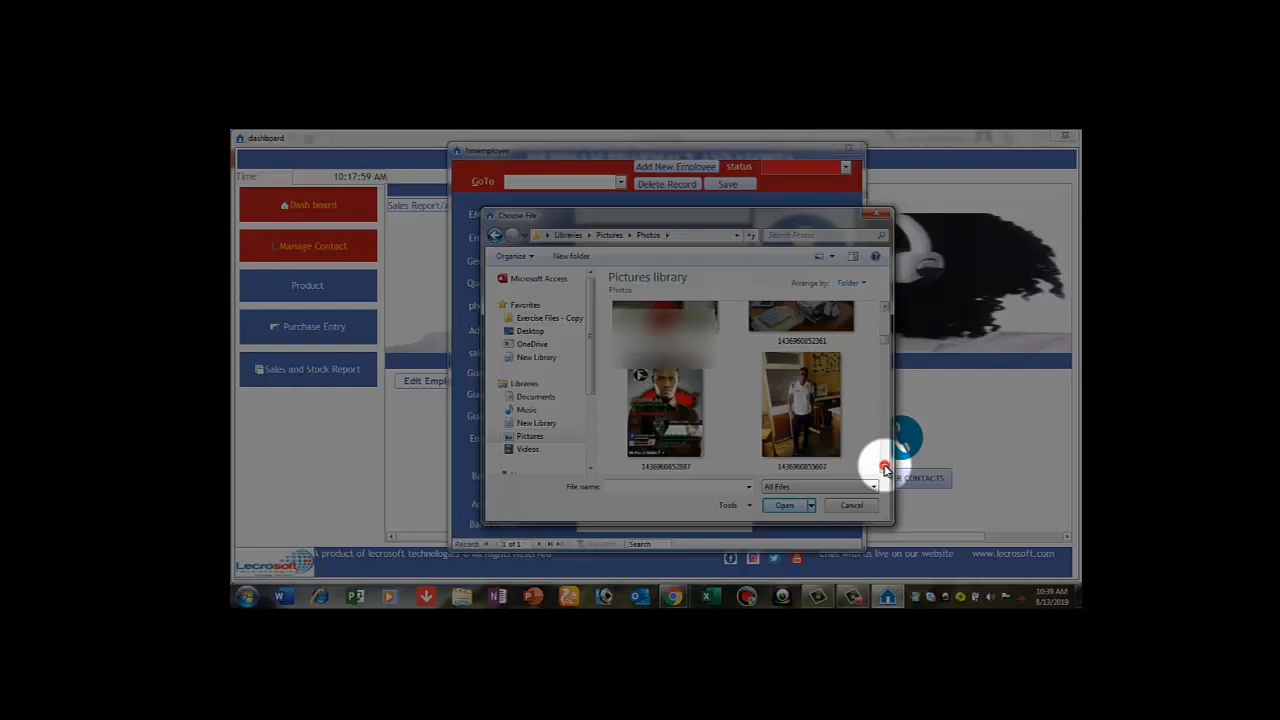 dashboard
frmemployee
Time
10:17:59 AM
Add New Employee
status
GoTo
Delete Record
Save
Dash board
Sales Report/
Manage Contact
Product
Purchase Entry
Sales and Stock Report
Edit Empl
Choose File
Libraries
Pictures
Photos
Search Photos
Organize
New folder
Microsoft Access
Pictures library
Photos
Arrange by:
Folder
Favorites
Exercise Files - Copy
Desktop
OneDrive
New Library
1436960852361
Libraries
Documents
Music
New Library
Pictures
Videos
1436960852887
1436960855607
CONTACTS
File name:
All Files
Tools
Open
Cancel
Record:
1 of 1
Search
A product of lecrosoft technologies © All Rights Reserved
Chat with us live on our website
www.lecrosoft.com
Lecrosoft
10:39 AM
8/13/2019